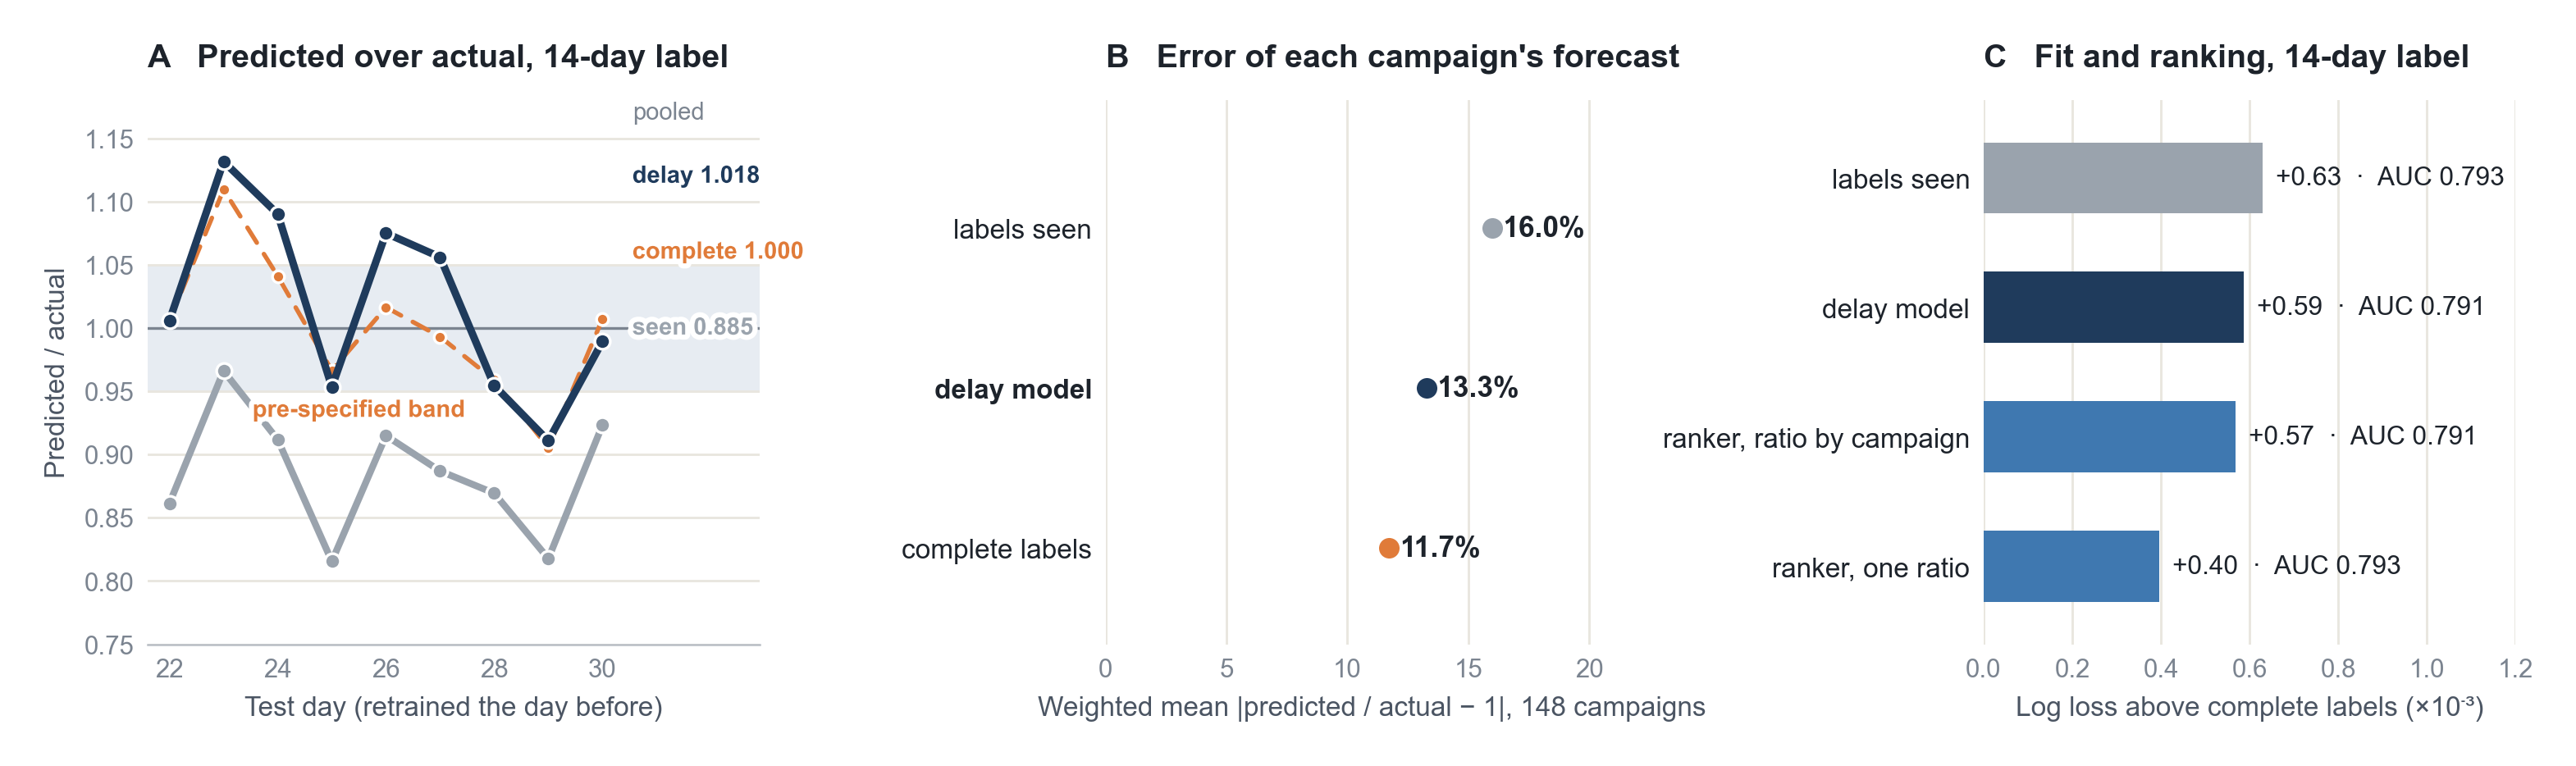 A Predicted over actual, 14-day label
pooled
1.15
delay 1.018
1.10
complete 1.000
1.05
1.00
seen 0.885
0.95
pre-specified band
0.90
0.85
0.80
0.75
22 24 26 28 30
Predicted / actual
Test day (retrained the day before)
B Error of each campaign's forecast
labels seen
16.0%
delay model
13.3%
complete labels
11.7%
0 5 10 15 20
Weighted mean |predicted / actual − 1|, 148 campaigns
C Fit and ranking, 14-day label
labels seen
+0.63 · AUC 0.793
delay model
+0.59 · AUC 0.791
ranker, ratio by campaign
+0.57 · AUC 0.791
ranker, one ratio
+0.40 · AUC 0.793
0.0 0.2 0.4 0.6 0.8 1.0 1.2
Log loss above complete labels (×10⁻³)